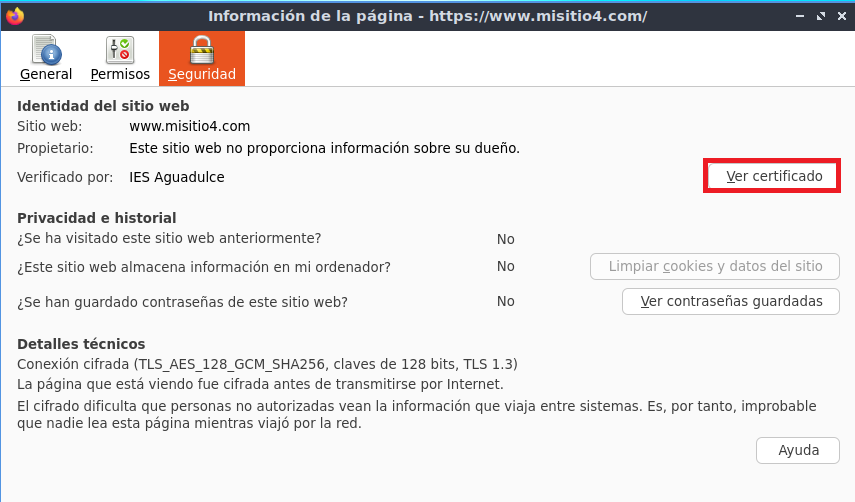 Información de la página - https://www.misitio4.com/
General
Permisos
Seguridad
Identidad del sitio web
Sitio web: www.misitio4.com
Propietario: Este sitio web no proporciona información sobre su dueño.
Verificado por: IES Aguadulce
Ver certificado
Privacidad e historial
¿Se ha visitado este sitio web anteriormente? No
¿Este sitio web almacena información en mi ordenador? No Limpiar cookies y datos del sitio
¿Se han guardado contraseñas de este sitio web? No Ver contraseñas guardadas
Detalles técnicos
Conexión cifrada (TLS_AES_128_GCM_SHA256, claves de 128 bits, TLS 1.3)
La página que está viendo fue cifrada antes de transmitirse por Internet.
El cifrado dificulta que personas no autorizadas vean la información que viaja entre sistemas. Es, por tanto, improbable
que nadie lea esta página mientras viajó por la red.
Ayuda